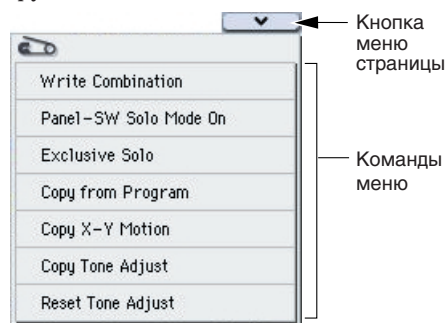 Кнопка
меню
страницы
Write Combination
Panel-SW Solo Mode On
Exclusive Solo
Copy from Program
Copy X-Y Motion
Copy Tone Adjust
Reset Tone Adjust
Команды
меню